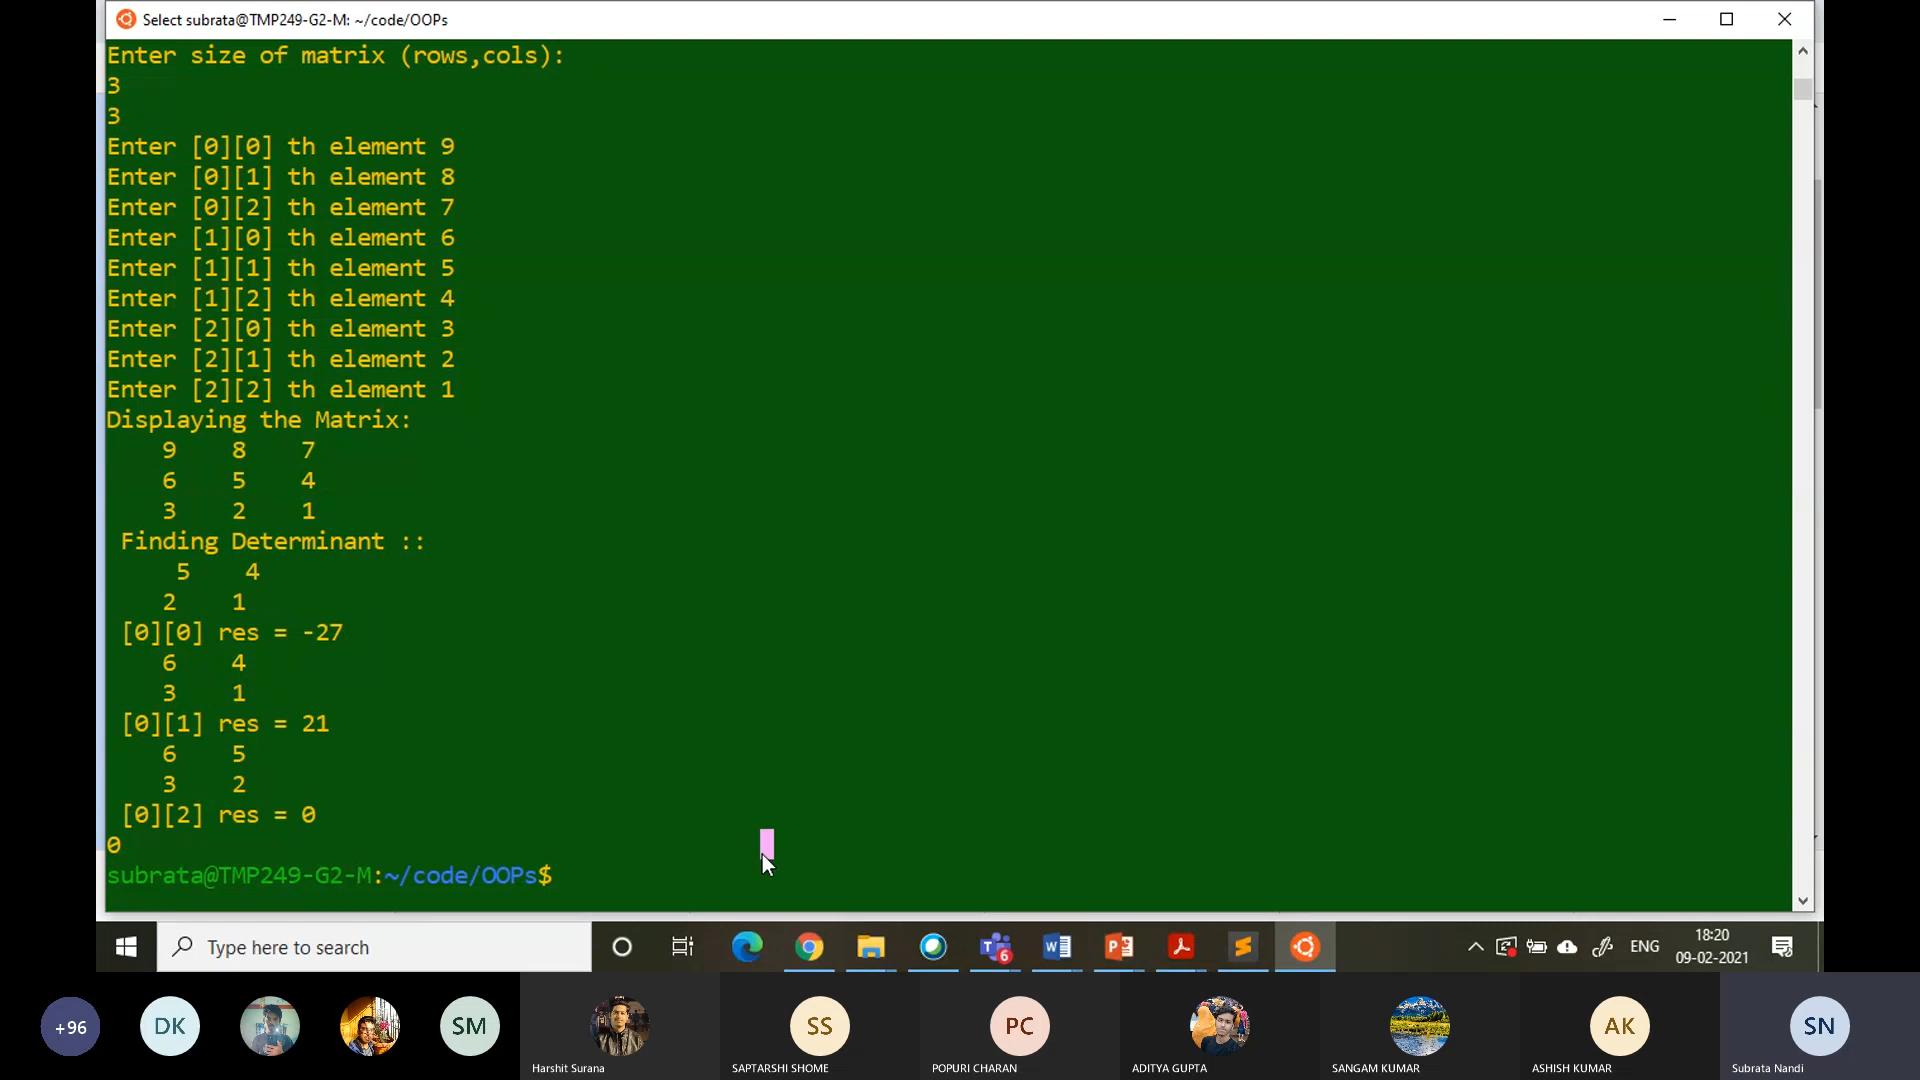 Select subrata@TMP249-G2-M: ~/code/OOPs
Enter size of matrix (rows,cols):
3
3
Enter [0][0] th element 9
Enter [0][1] th element 8
Enter [0][2] th element 7
Enter [1][0] th element 6
Enter [1][1] th element 5
Enter [1][2] th element 4
Enter [2][0] th element 3
Enter [2][1] th element 2
Enter [2][2] th element 1
Displaying the Matrix:
9 8 7
6 5 4
3 2 1
Finding Determinant ::
5 4
2 1
[0][0] res = -27
6 4
3 1
[0][1] res = 21
6 5
3 2
[0][2] res = 0
0
subrata@TMP249-G2-M:~/code/OOPs$
Type here to search
6
ENG
18:20
09-02-2021
+96
DK
SM
SS
PC
AK
SN
Harshit Surana
SAPTARSHI SHOME
POPURI CHARAN
ADITYA GUPTA
SANGAM KUMAR
ASHISH KUMAR
Subrata Nandi